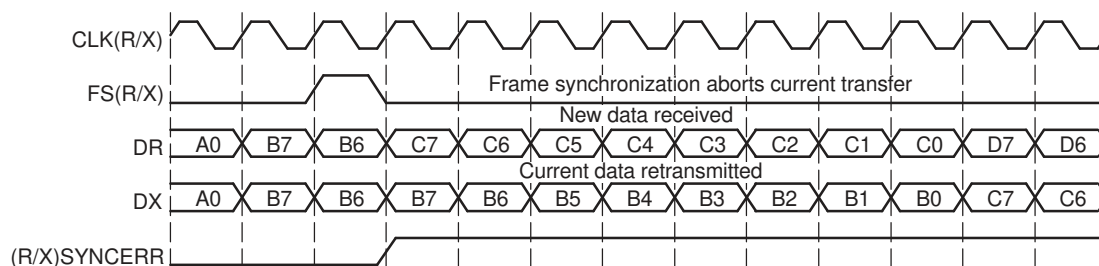 CLK(R/X)
FS(R/X)
Frame synchronization aborts current transfer
New data received
DR A0 B7 B6 C7 C6 C5 C4 C3 C2 C1 C0 D7 D6
Current data retransmitted
DX A0 B7 B6 B7 B6 B5 B4 B3 B2 B1 B0 C7 C6
(R/X)SYNCERR